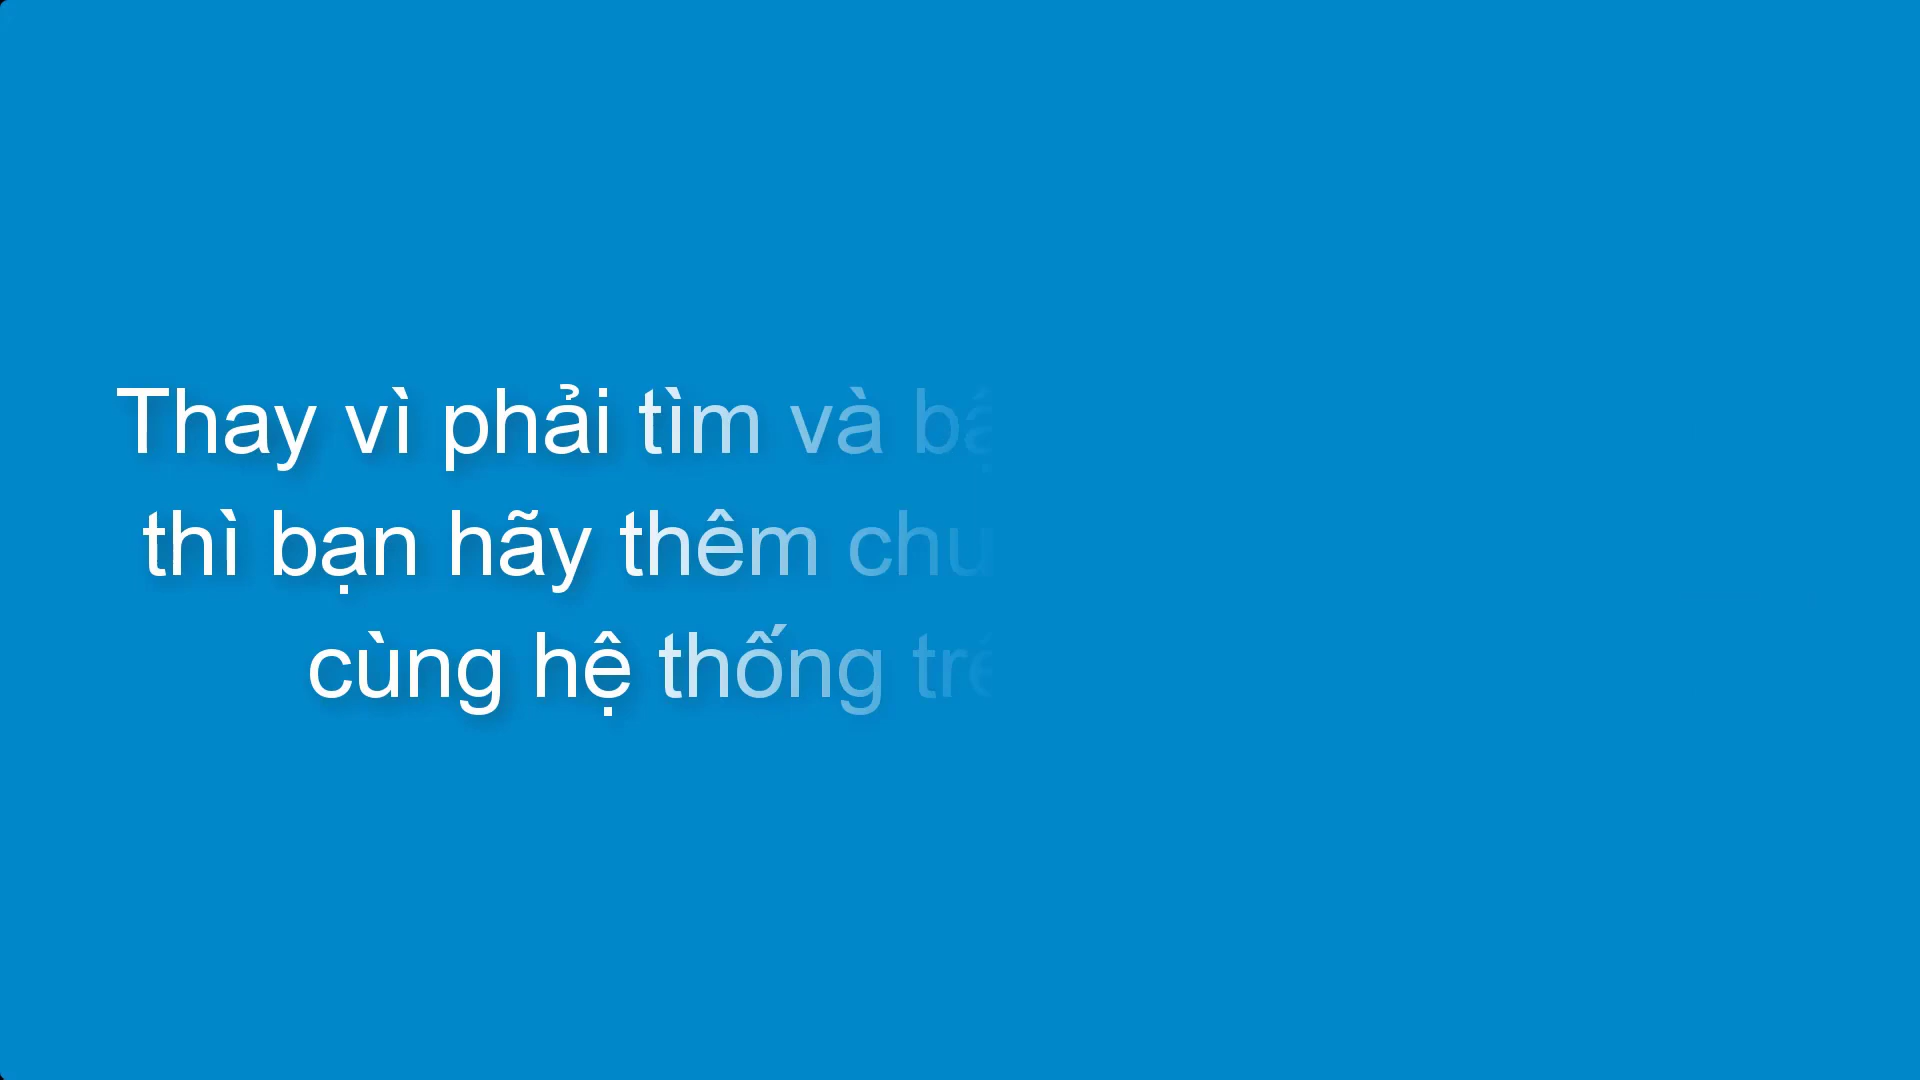 Thay vì phải tìm và
thì bạn hãy thêm
cùng hệ thống